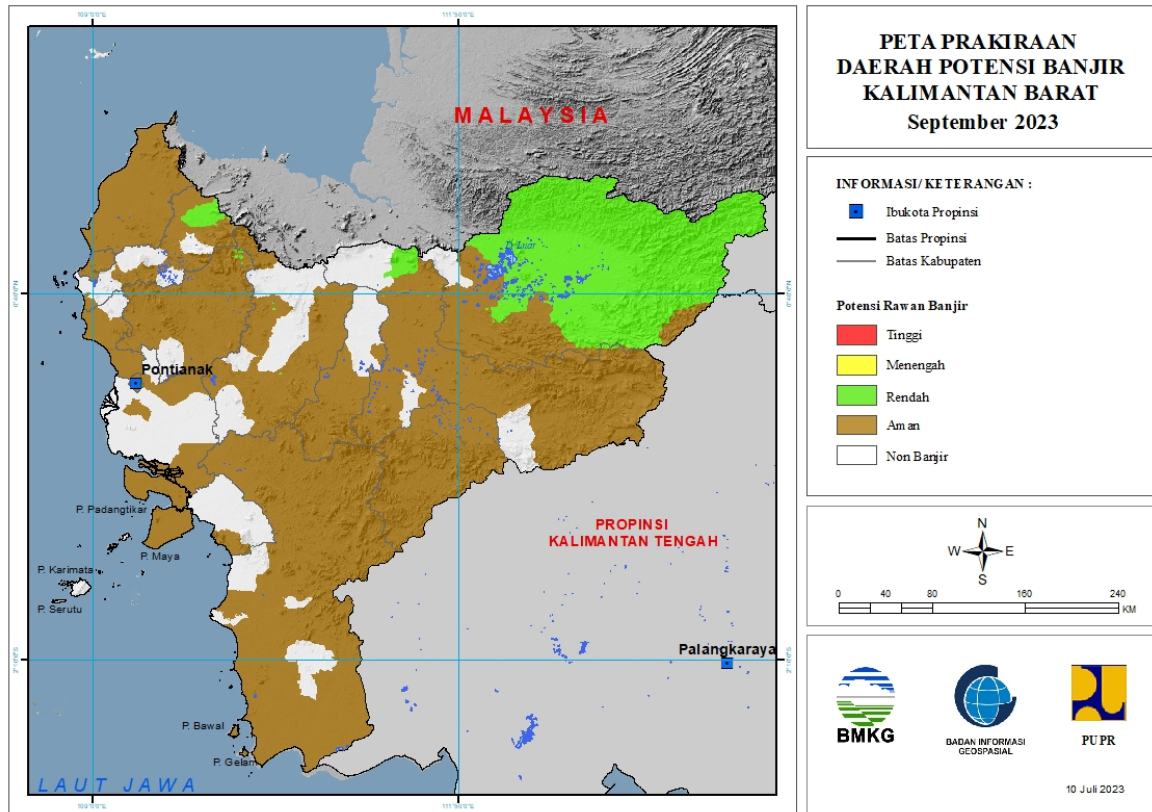 PETA PRAKIRAAN
DAERAH POTENSI BANJIR
KALIMANTAN BARAT
September 2023
INFORMASI/ KETERANGAN :
Ibukota Propinsi
Batas Propinsi
Batas Kabupaten
Potensi Rawan Banjir
Tinggi
Menengah
Rendah
Aman
Non Banjir
N
W E
S
0 40 80 160 240
KM
BMKG
BADAN INFORMASI
GEOSPASIAL
PUPR
10 Juli 2023
MALAYSIA
Pontianak
P. Padangtikar
P. Maya
P. Karimata
P. Serutu
PROPINSI
KALIMANTAN TENGAH
Palangkaraya
P. Bawal
P. Gelam
LAUT JAWA